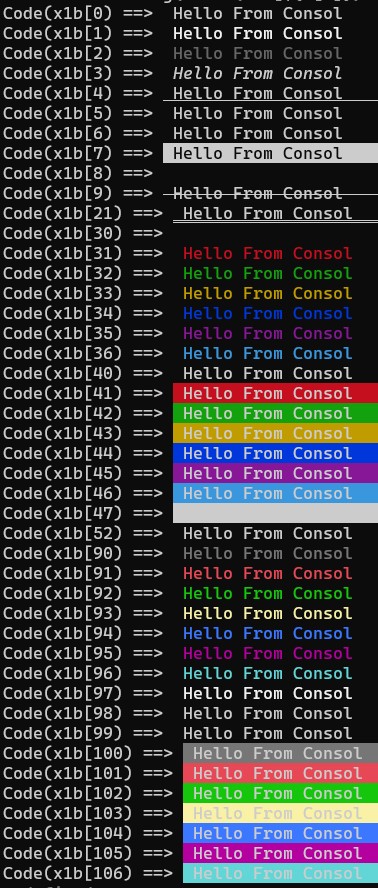 Code(x1b[0) ==> Hello From Consol
Code(x1b[1) ==> Hello From Consol
Code(x1b[2) ==> Hello From Consol
Code(x1b[3) ==> Hello From Consol
Code(x1b[4) ==> Hello From Consol
Code(x1b[5) ==> Hello From Consol
Code(x1b[6) ==> Hello From Consol
Code(x1b[7) ==> Hello From Consol
Code(x1b[8) ==>
Code(x1b[9) ==> Hello From Consol
Code(x1b[21) ==> Hello From Consol
Code(x1b[30) ==>
Code(x1b[31) ==> Hello From Consol
Code(x1b[32) ==> Hello From Consol
Code(x1b[33) ==> Hello From Consol
Code(x1b[34) ==> Hello From Consol
Code(x1b[35) ==> Hello From Consol
Code(x1b[36) ==> Hello From Consol
Code(x1b[40) ==> Hello From Consol
Code(x1b[41) ==> Hello From Consol
Code(x1b[42) ==> Hello From Consol
Code(x1b[43) ==> Hello From Consol
Code(x1b[44) ==> Hello From Consol
Code(x1b[45) ==> Hello From Consol
Code(x1b[46) ==> Hello From Consol
Code(x1b[47) ==>
Code(x1b[52) ==> Hello From Consol
Code(x1b[90) ==> Hello From Consol
Code(x1b[91) ==> Hello From Consol
Code(x1b[92) ==> Hello From Consol
Code(x1b[93) ==> Hello From Consol
Code(x1b[94) ==> Hello From Consol
Code(x1b[95) ==> Hello From Consol
Code(x1b[96) ==> Hello From Consol
Code(x1b[97) ==> Hello From Consol
Code(x1b[98) ==> Hello From Consol
Code(x1b[99) ==> Hello From Consol
Code(x1b[100) ==> Hello From Consol
Code(x1b[101) ==> Hello From Consol
Code(x1b[102) ==> Hello From Consol
Code(x1b[103) ==> Hello From Consol
Code(x1b[104) ==> Hello From Consol
Code(x1b[105) ==> Hello From Consol
Code(x1b[106) ==> Hello From Consol